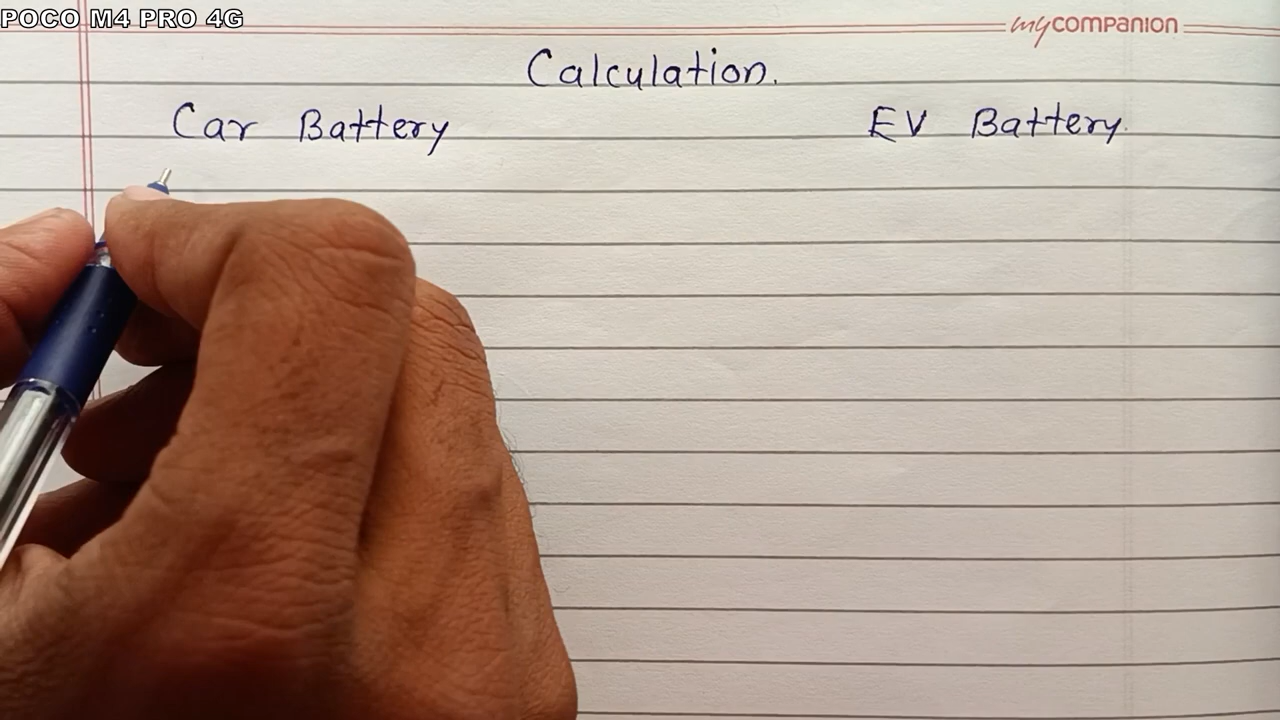 POCO M4 PRO 4G
mycompanion
Calculation.
Car Battery
EV Battery.